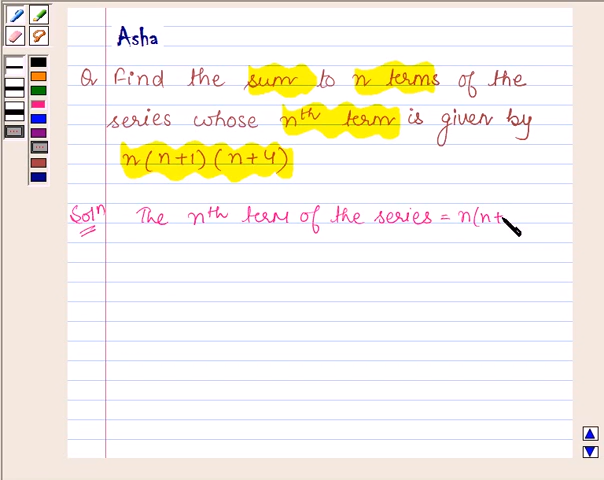 Asha
Q Find the sum to n terms of the
series whose nth term is given by
n(n+1)(n+4)
Soln The nth term of the series = n(n+